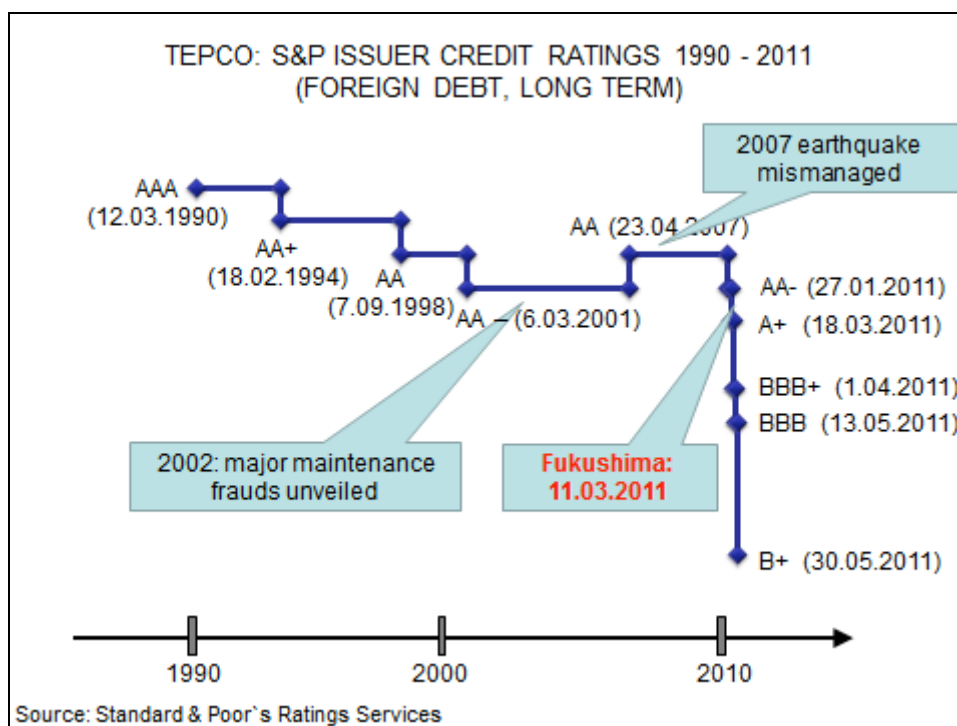 TEPCO: S&P ISSUER CREDIT RATINGS 1990 - 2011
(FOREIGN DEBT, LONG TERM)
2007 earthquake
mismanaged
AAA
(12.03.1990)
AA+
(18.02.1994)
AA
(7.09.1998)
AA – (6.03.2001)
AA (23.04.2007)
AA- (27.01.2011)
A+ (18.03.2011)
BBB+ (1.04.2011)
BBB (13.05.2011)
B+ (30.05.2011)
2002: major maintenance
frauds unveiled
Fukushima:
11.03.2011
1990
2000
2010
Source: Standard & Poor`s Ratings Services